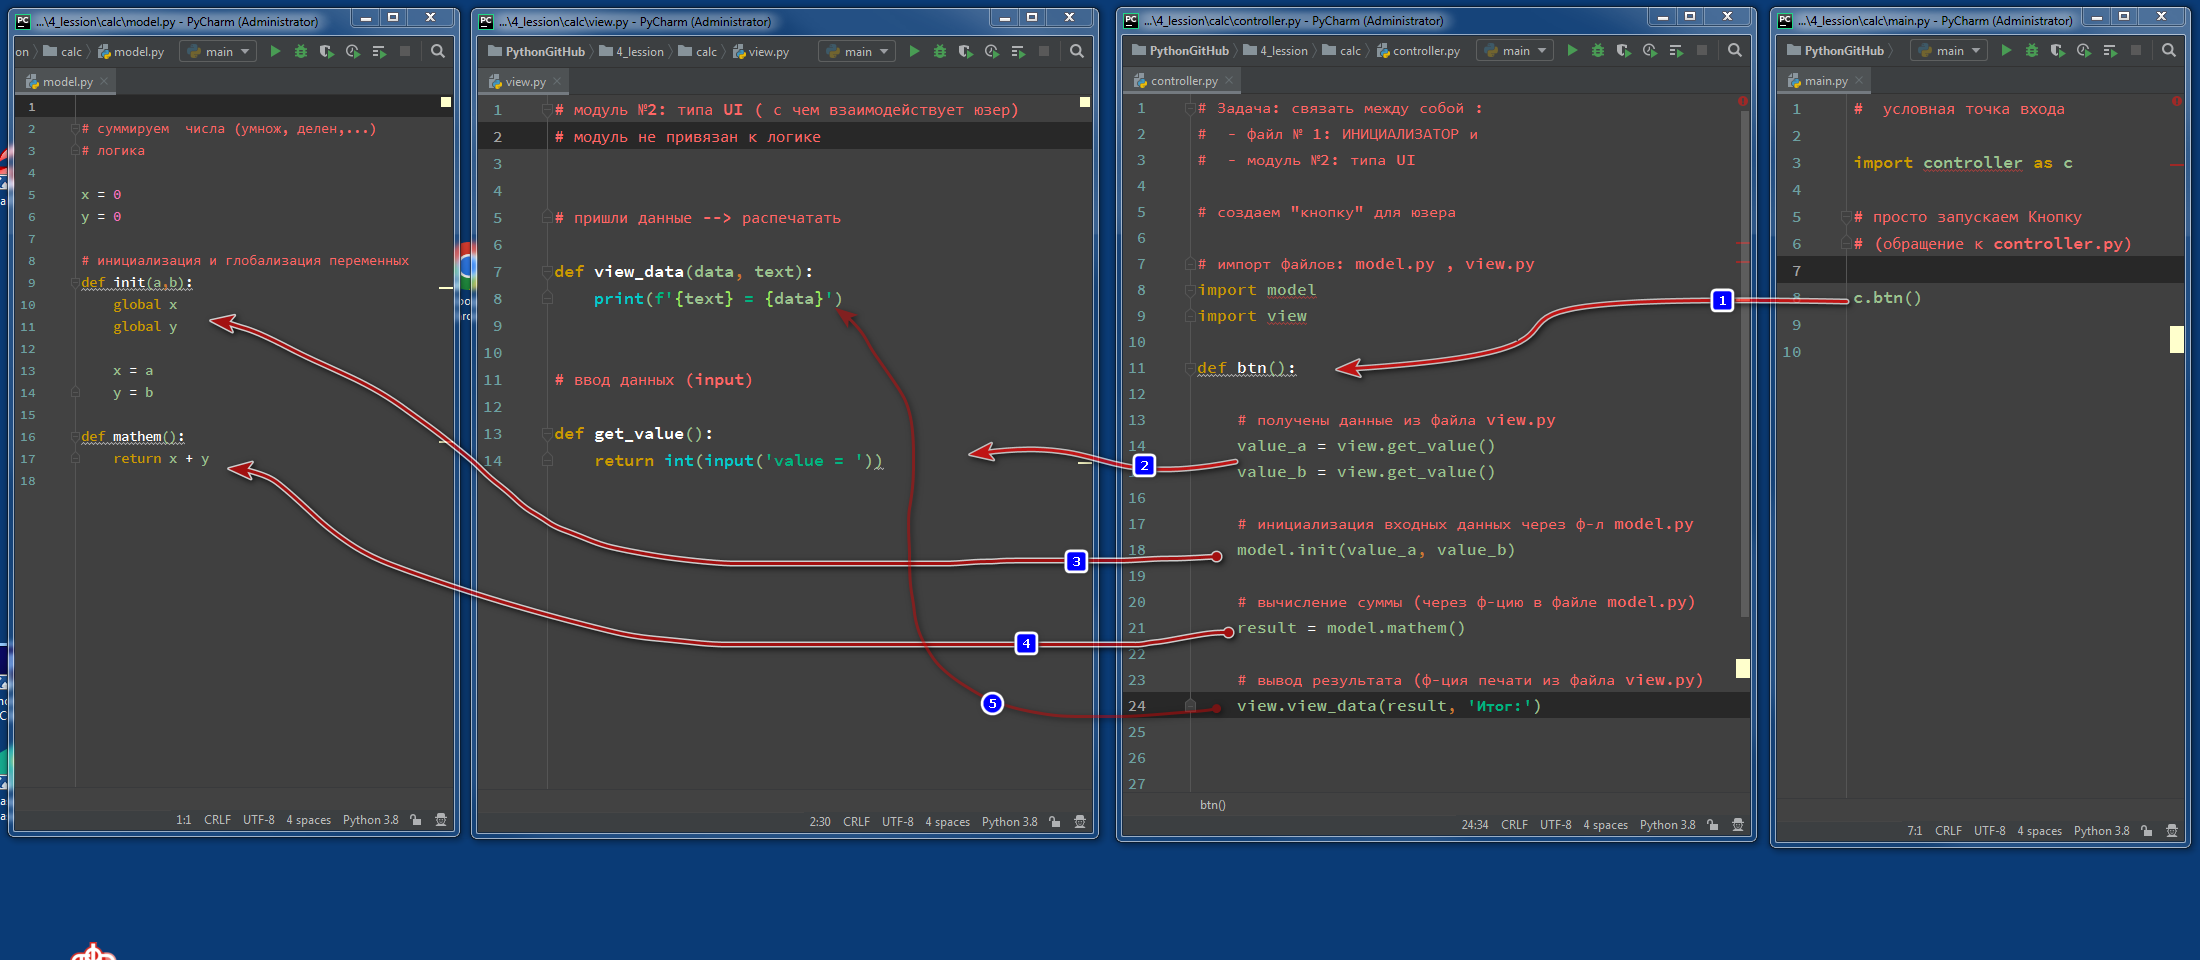 ...\4_lession\calc\model.py - PyCharm (Administrator)
on calc model.py main
model.py
1
2 # суммируем  числа (умнож, делен,...)
3 # логика
4
5 x = 0
6 y = 0
7
8 # инициализация и глобализация переменных
9 def init(a,b):
10 global x
11 global y
12
13 x = a
14 y = b
15
16 def mathem():
17 return x + y
18
1:1 CRLF UTF-8 4 spaces Python 3.8
...\4_lession\calc\view.py - PyCharm (Administrator)
PythonGitHub 4_lession calc view.py main
view.py
1 # модуль №2: типа UI ( с чем взаимодействует юзер)
2 # модуль не привязан к логике
3
4
5 # пришли данные --> распечатать
6
7 def view_data(data, text):
8 print(f'{text} = {data}')
9
10
11 # ввод данных (input)
12
13 def get_value():
14 return int(input('value = '))
2:30 CRLF UTF-8 4 spaces Python 3.8
...\4_lession\calc\controller.py - PyCharm (Administrator)
PythonGitHub 4_lession calc controller.py main
controller.py
1 # Задача: связать между собой :
2 #  - файл № 1: ИНИЦИАЛИЗАТОР и
3 #  - модуль №2: типа UI
4
5 # создаем "кнопку" для юзера
6
7 # импорт файлов: model.py , view.py
8 import model
9 import view
10
11 def btn():
12
13 # получены данные из файла view.py
14 value_a = view.get_value()
value_b = view.get_value()
16
17 # инициализация входных данных через ф-л model.py
18 model.init(value_a, value_b)
19
20 # вычисление суммы (через ф-цию в файле model.py)
21 result = model.mathem()
22
23 # вывод результата (ф-ция печати из файла view.py)
24 view.view_data(result, 'Итог:')
25
26
27
btn()
24:34 CRLF UTF-8 4 spaces Python 3.8
...\4_lession\calc\main.py - PyCharm (Administrator)
PythonGitHub main
main.py
1 #  условная точка входа
2
3 import controller as c
4
5 # просто запускаем Кнопку
6 # (обращение к controller.py)
7
8 c.btn()
9
10
7:1 CRLF UTF-8 4 spaces Python 3.8
1
2
3
4
5